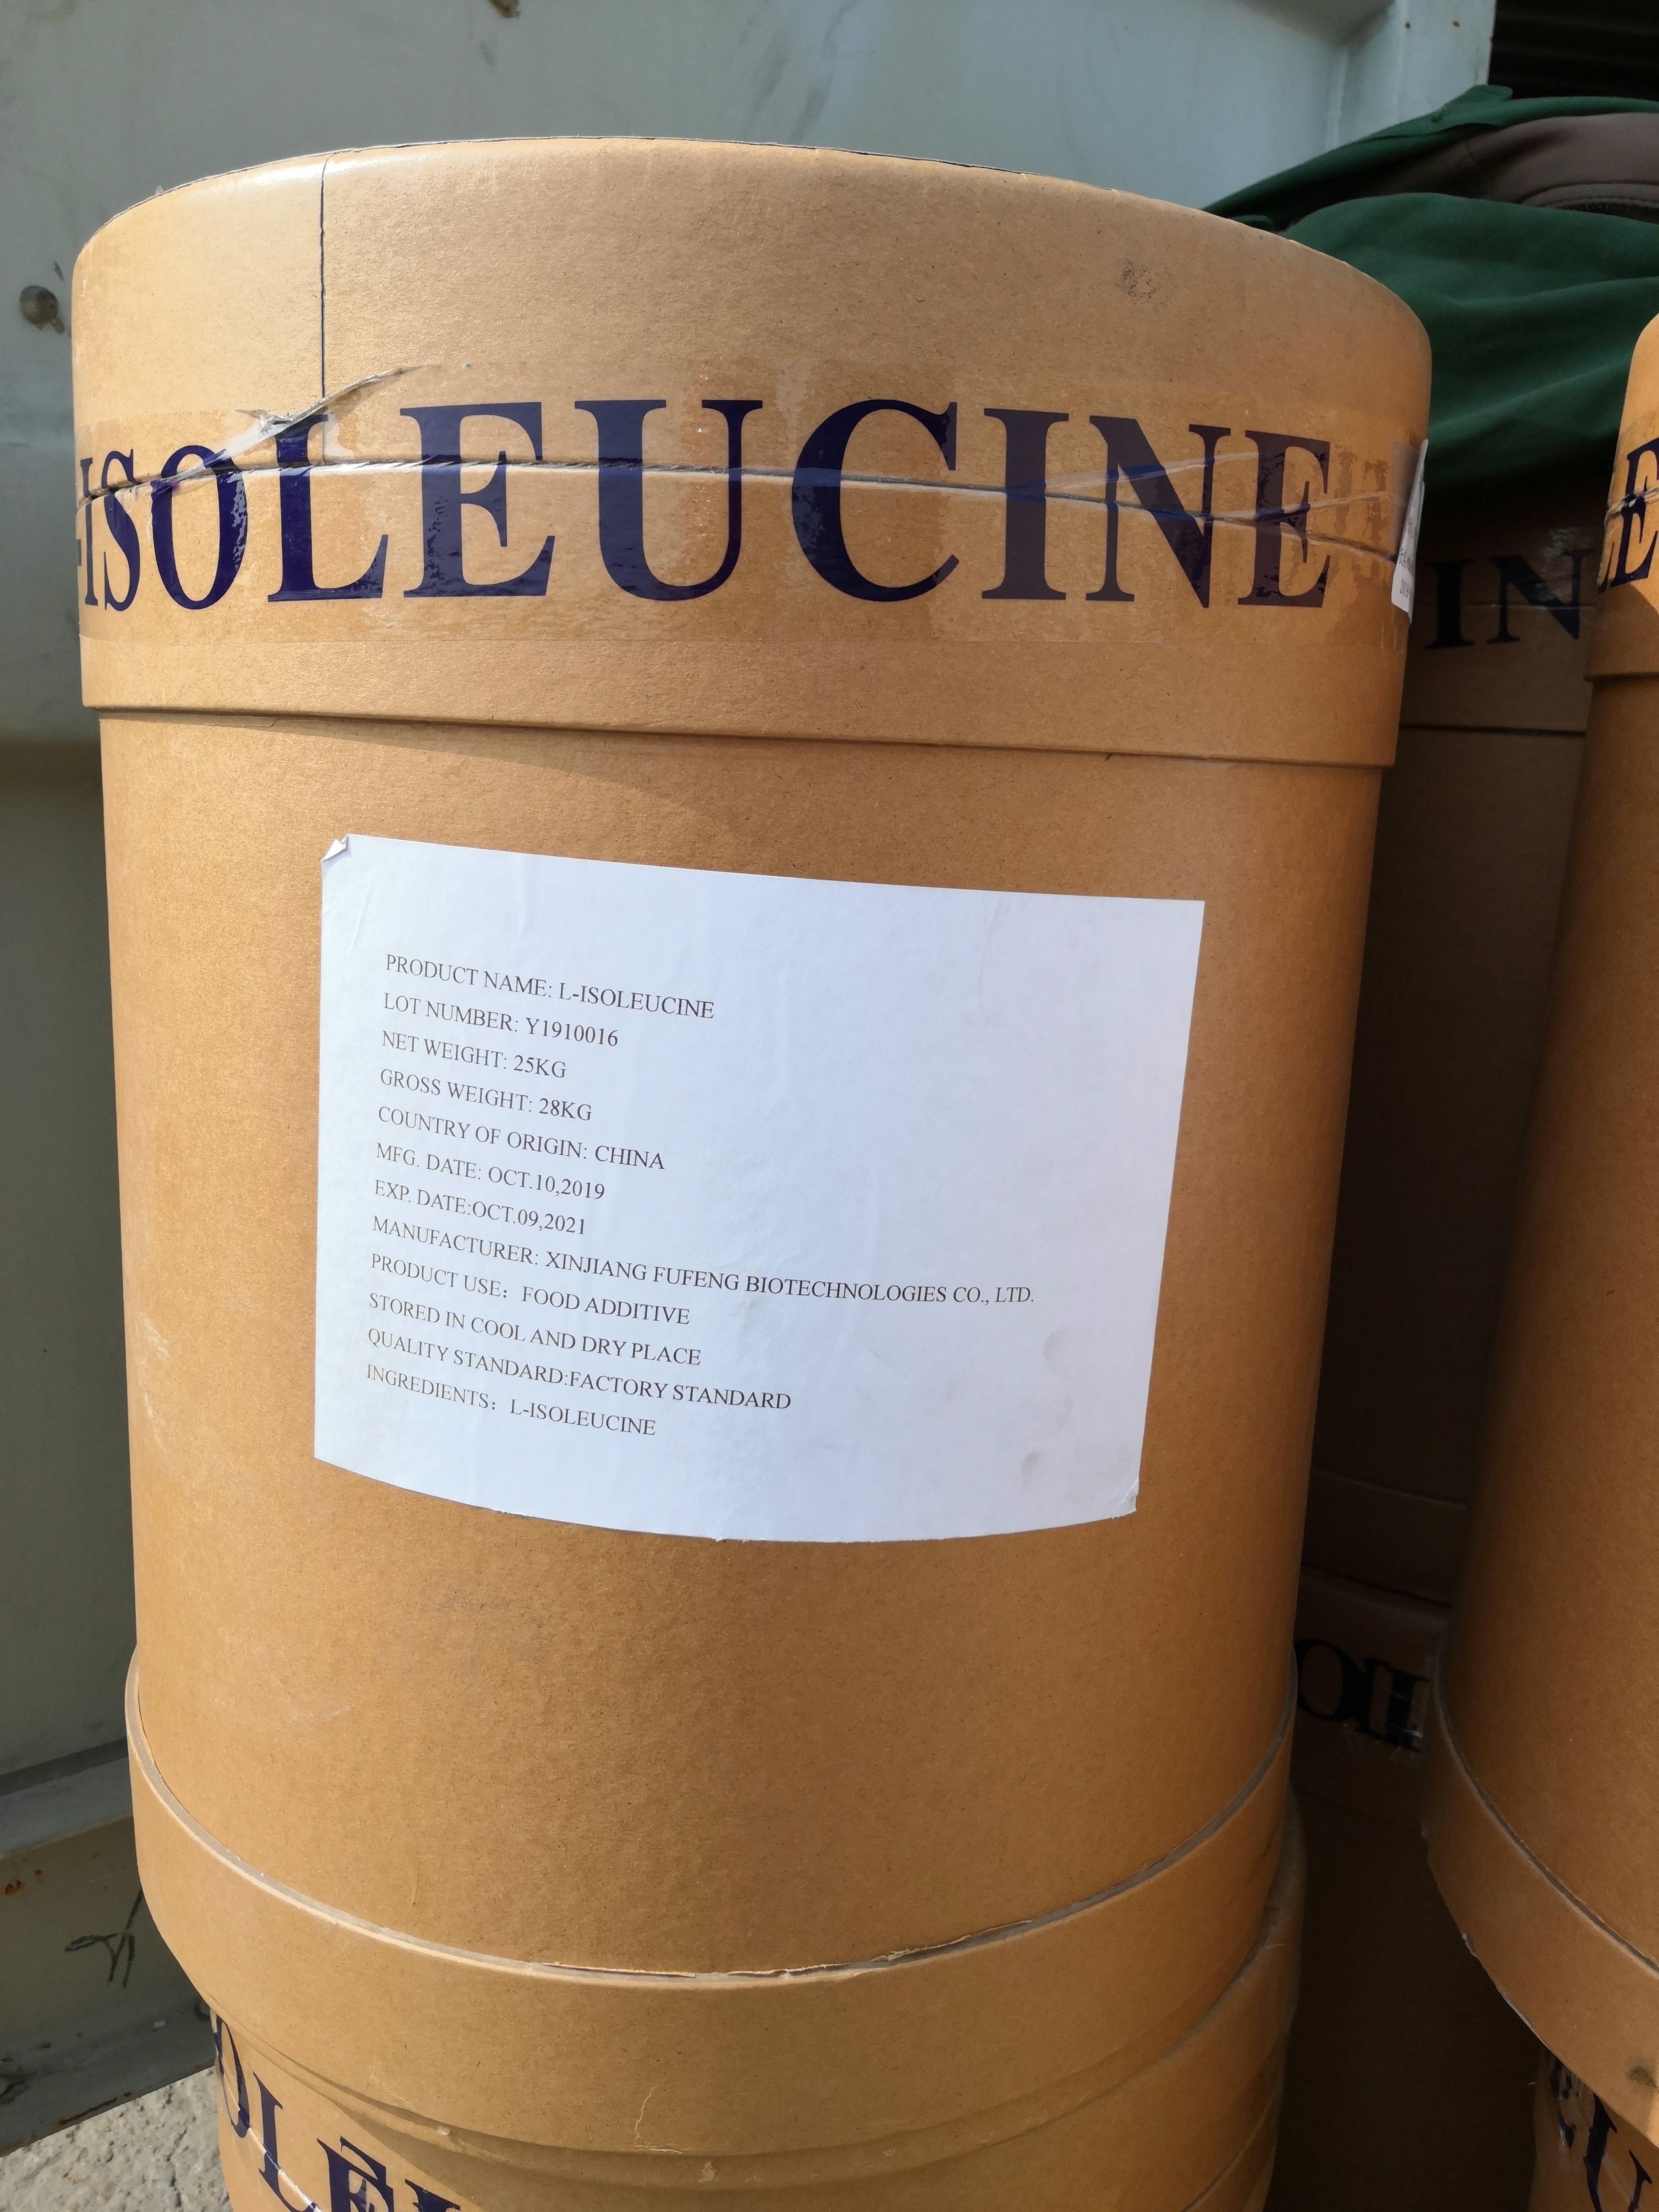 -ISOLEUCINE
PRODUCT NAME: L-ISOLEUCINE
LOT NUMBER: Y1910016
NET WEIGHT: 25KG
GROSS WEIGHT: 28KG
COUNTRY OF ORIGIN: CHINA
MFG. DATE: OCT.10,2019
EXP. DATE:OCT.09,2021
MANUFACTURER: XINJIANG FUFENG BIOTECHNOLOGIES CO., LTD.
PRODUCT USE: FOOD ADDITIVE
STORED IN COOL AND DRY PLACE
QUALITY STANDARD:FACTORY STANDARD
INGREDIENTS: L-ISOLEUCINE
IN